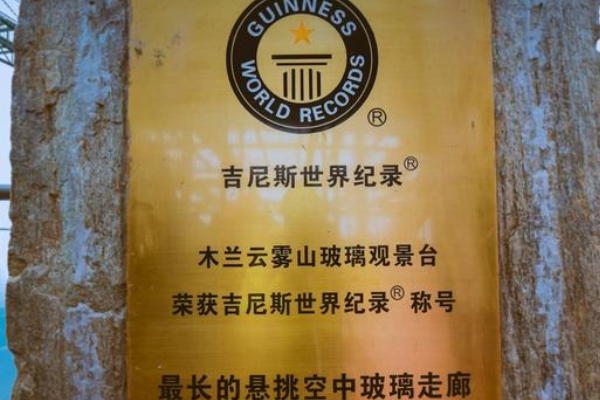 GUINNESS
WORLD RECORDS
®
吉尼斯世界纪录®
木兰云雾山玻璃观景台
荣获吉尼斯世界纪录®称号
最长的悬挑空中玻璃走廊